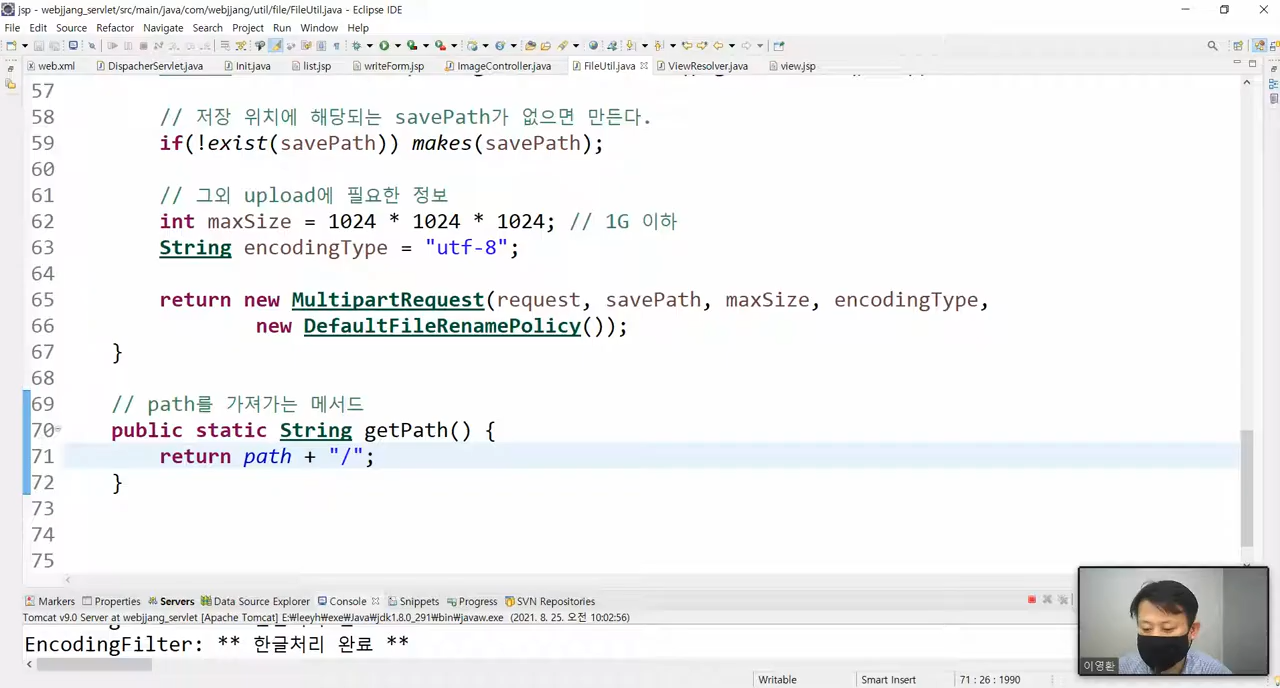 jsp - webjjang_servlet/src/main/java/com/webjjang/util/file/FileUtil.java - Eclipse IDE
File Edit Source Refactor Navigate Search Project Run Window Help
web.xml DispacherServlet.java Init.java list.jsp writeForm.jsp ImageController.java FileUtil.java ViewResolver.java view.jsp
57
58 // 저장 위치에 해당되는 savePath가 없으면 만든다.
59 if(!exist(savePath)) makes(savePath);
60
61 // 그외 upload에 필요한 정보
62 int maxSize = 1024 * 1024 * 1024; // 1G 이하
63 String encodingType = "utf-8";
64
65 return new MultipartRequest(request, savePath, maxSize, encodingType,
66 new DefaultFileRenamePolicy());
67 }
68
69 // path를 가져가는 메서드
70 public static String getPath() {
71 return path + "/";
72 }
73
74
75
Markers Properties Servers Data Source Explorer Console Snippets Progress SVN Repositories
Tomcat v9.0 Server at webjjang_servlet [Apache Tomcat] E:₩leeyh₩exe₩Java₩jdk1.8.0_291₩bin₩javaw.exe (2021. 8. 25. 오전 10:02:56)
EncodingFilter: ** 한글처리 완료 **
이영환
Writable Smart Insert 71 : 26 : 1990